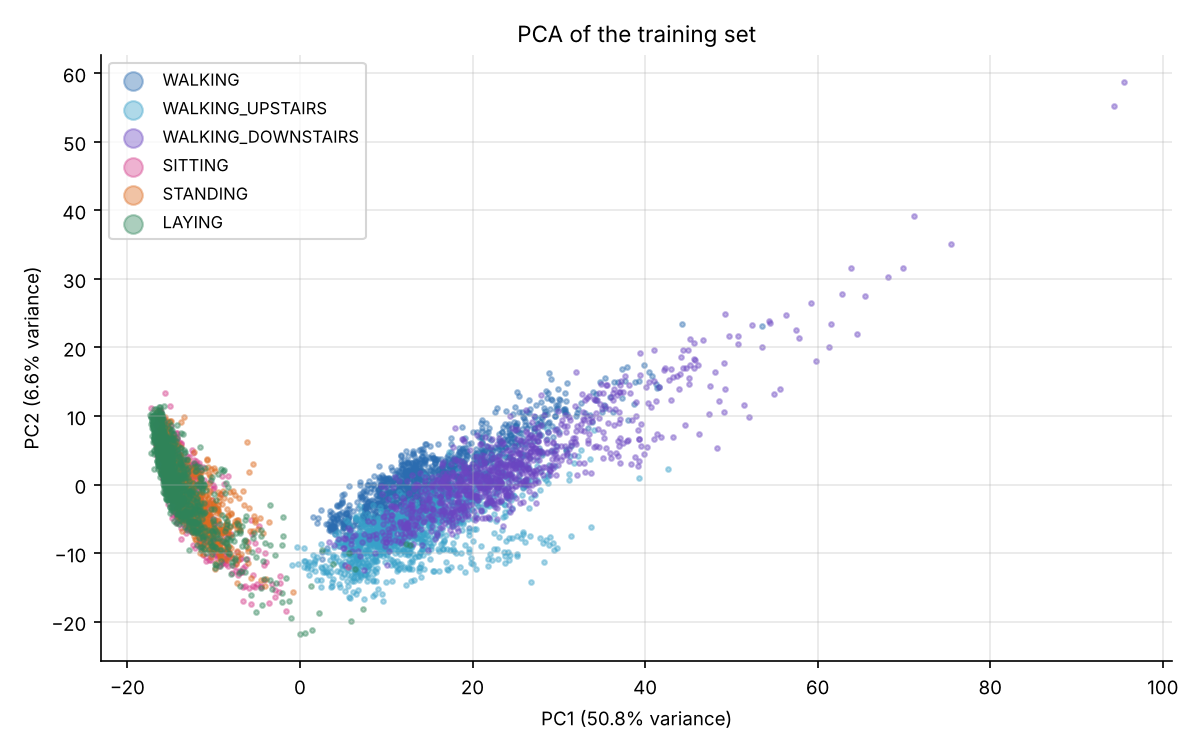 PCA of the training set
WALKING
WALKING_UPSTAIRS
WALKING_DOWNSTAIRS
SITTING
STANDING
LAYING
PC2 (6.6% variance)
60
50
40
30
20
10
0
−10
−20
−20 0 20 40 60 80 100
PC1 (50.8% variance)